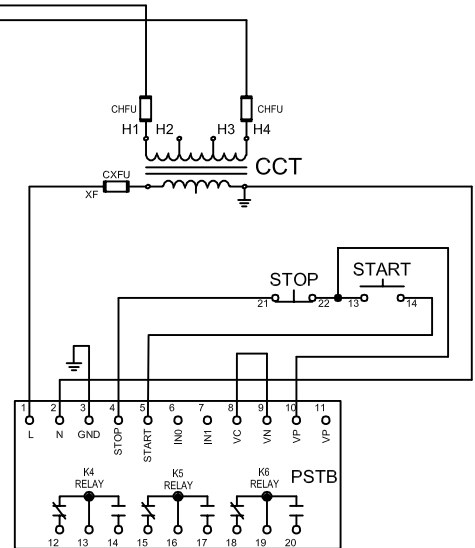 CHFU CHFU
H1 H2 H3 H4
CCT
CXFU
XF
STOP START
21 22 13 14
1 2 3 4 5 6 7 8 9 10 11
L N GND STOP START IN0 IN1 VC VN VP VP
PSTB
K4 K5 K6
RELAY RELAY RELAY
12 13 14 15 16 17 18 19 20